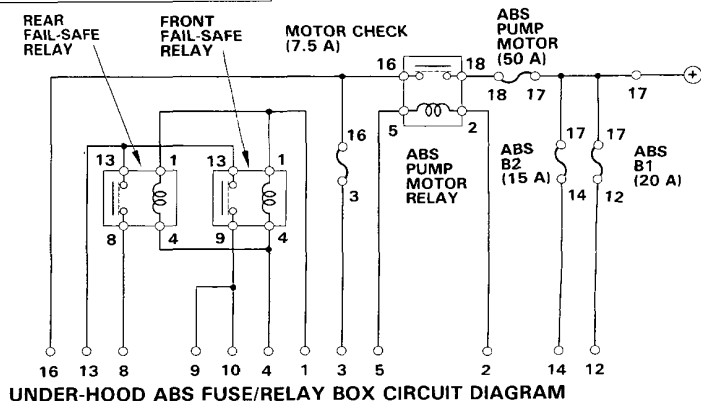 REAR
FAIL-SAFE
RELAY
FRONT
FAIL-SAFE
RELAY
MOTOR CHECK
(7.5 A)
ABS
PUMP
MOTOR
(50 A)
16
18
18
17
17
+
5
2
ABS
PUMP
MOTOR
RELAY
16
3
17
ABS
B2
(15 A)
14
17
ABS
B1
(20 A)
12
13
1
13
1
8
4
9
4
16
13
8
9
10
4
1
3
5
2
14
12
UNDER-HOOD ABS FUSE/RELAY BOX CIRCUIT DIAGRAM